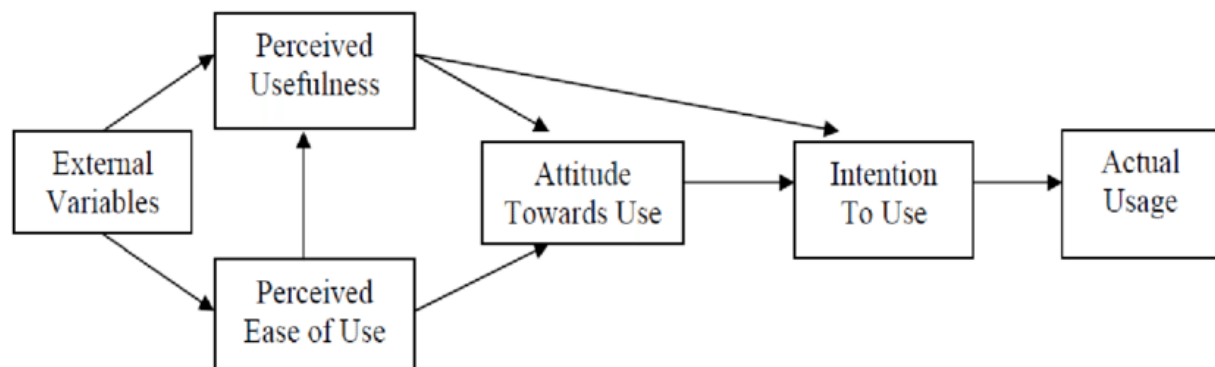 Perceived
Usefulness
External
Variables
Attitude
Towards Use
Intention
To Use
Actual
Usage
Perceived
Ease of Use